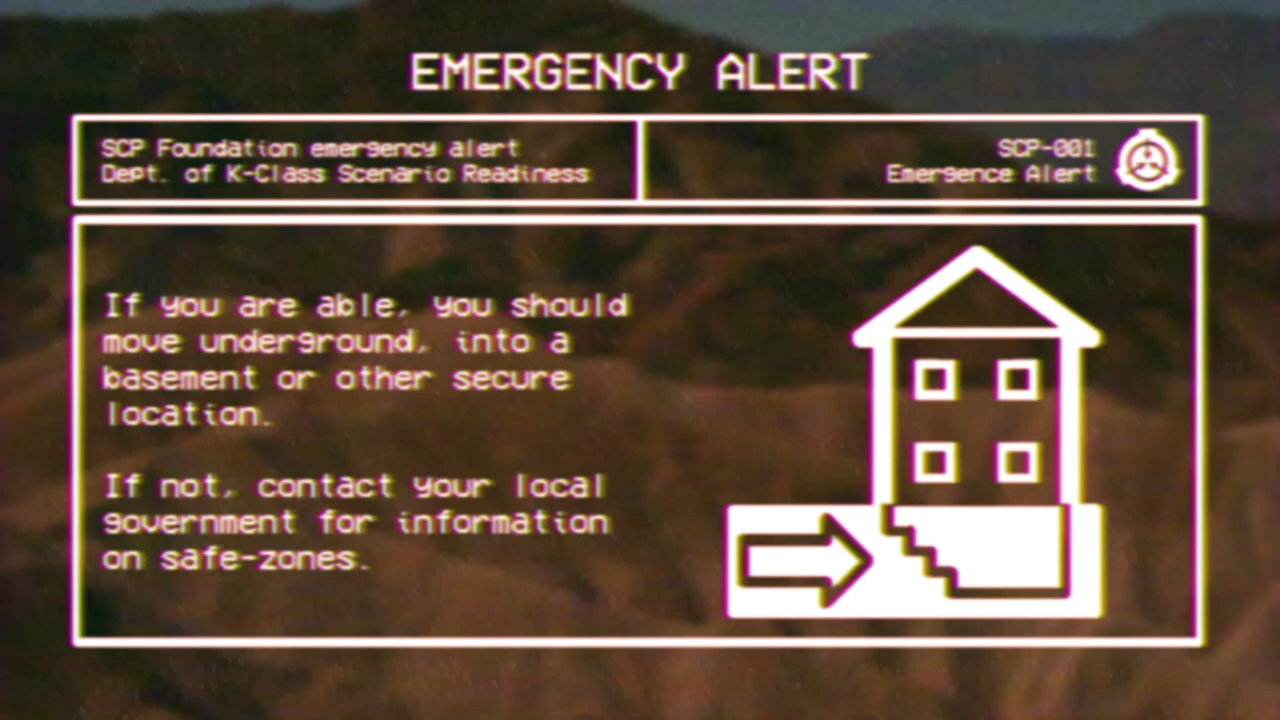 EMERGENCY ALERT
SCP Foundation emergency alert
Dept. of K-Class Scenario Readiness
SCP-001
Emergence Alert
If you are able, you should
move underground, into a
basement or other secure
location.
If not, contact your local
government for information
on safe-zones.